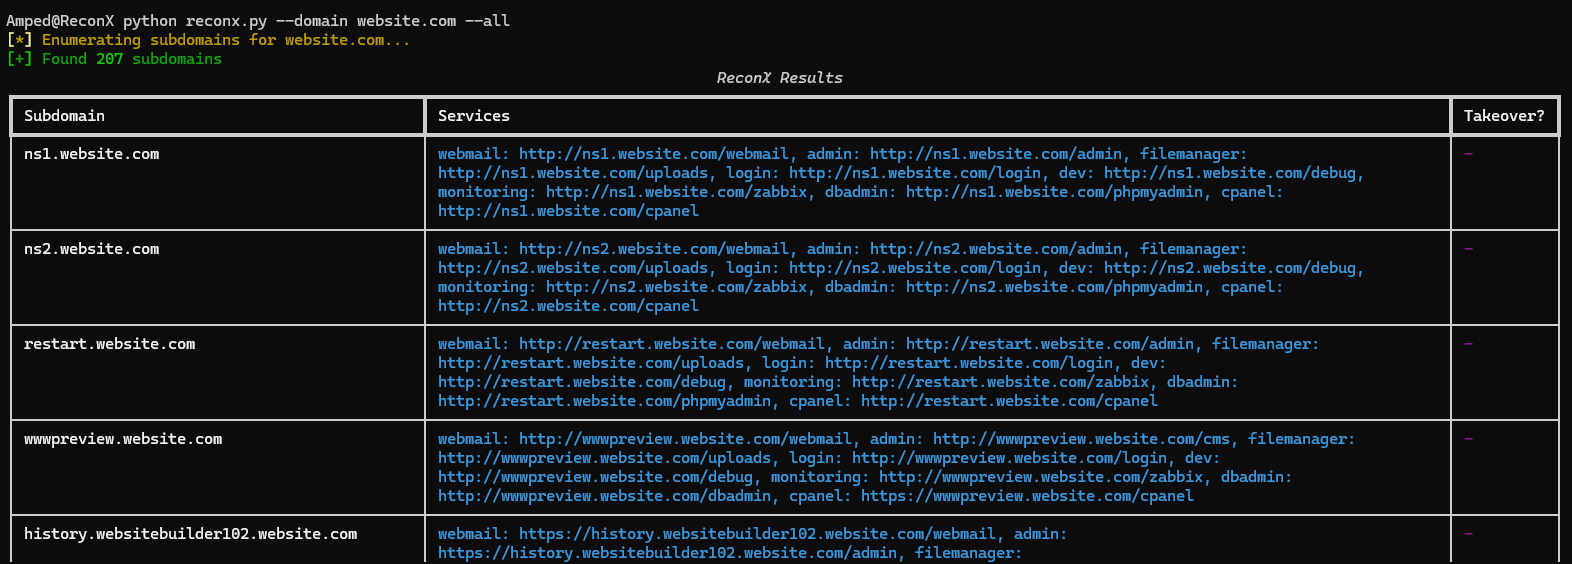 Amped@ReconX python reconx.py --domain website.com --all
[*] Enumerating subdomains for website.com...
[+] Found 207 subdomains
ReconX Results
Subdomain Services Takeover?
ns1.website.com webmail: http://ns1.website.com/webmail, admin: http://ns1.website.com/admin, filemanager: –
http://ns1.website.com/uploads, login: http://ns1.website.com/login, dev: http://ns1.website.com/debug,
monitoring: http://ns1.website.com/zabbix, dbadmin: http://ns1.website.com/phpmyadmin, cpanel:
http://ns1.website.com/cpanel
ns2.website.com webmail: http://ns2.website.com/webmail, admin: http://ns2.website.com/admin, filemanager: –
http://ns2.website.com/uploads, login: http://ns2.website.com/login, dev: http://ns2.website.com/debug,
monitoring: http://ns2.website.com/zabbix, dbadmin: http://ns2.website.com/phpmyadmin, cpanel:
http://ns2.website.com/cpanel
restart.website.com webmail: http://restart.website.com/webmail, admin: http://restart.website.com/admin, filemanager: –
http://restart.website.com/uploads, login: http://restart.website.com/login, dev:
http://restart.website.com/debug, monitoring: http://restart.website.com/zabbix, dbadmin:
http://restart.website.com/phpmyadmin, cpanel: http://restart.website.com/cpanel
wwwpreview.website.com webmail: http://wwwpreview.website.com/webmail, admin: http://wwwpreview.website.com/cms, filemanager: –
http://wwwpreview.website.com/uploads, login: http://wwwpreview.website.com/login, dev:
http://wwwpreview.website.com/debug, monitoring: http://wwwpreview.website.com/zabbix, dbadmin:
http://wwwpreview.website.com/dbadmin, cpanel: https://wwwpreview.website.com/cpanel
history.websitebuilder102.website.com webmail: https://history.websitebuilder102.website.com/webmail, admin: –
https://history.websitebuilder102.website.com/admin, filemanager: